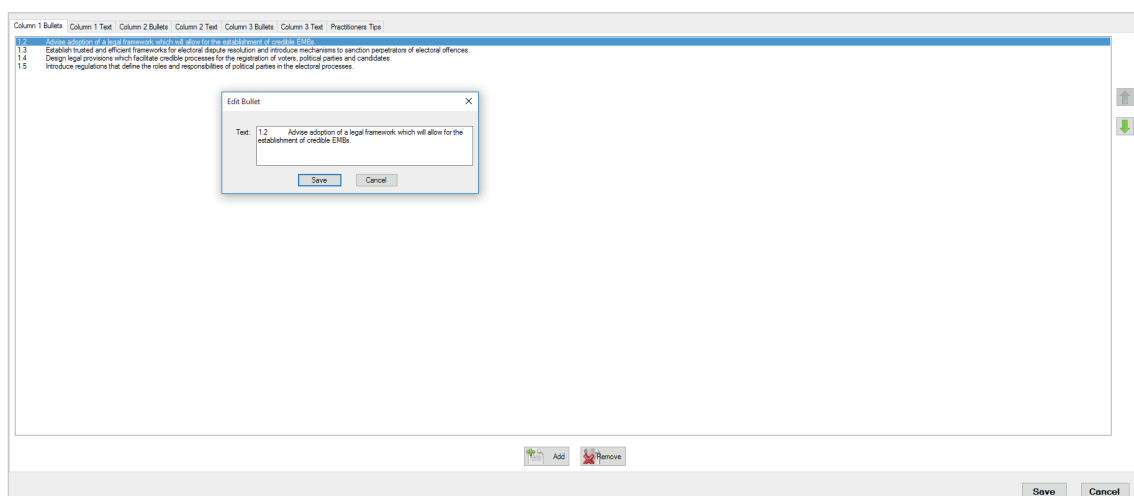 Column 1 Bullets Column 1 Text Column 2 Bullets Column 2 Text Column 3 Bullets Column 3 Text Practitioners Tips
1.2 Advise adoption of a legal framework which will allow for the establishment of credible EMBs.
1.3 Establish trusted and efficient frameworks for electoral dispute resolution and introduce mechanisms to sanction perpetrators of electoral offences.
1.4 Design legal provisions which facilitate credible processes for the registration of voters, political parties and candidates.
1.5 Introduce regulations that define the roles and responsibilities of political parties in the electoral processes.
Edit Bullet
Text: 1.2 Advise adoption of a legal framework which will allow for the
establishment of credible EMBs.
Save Cancel
Add Remove
Save Cancel